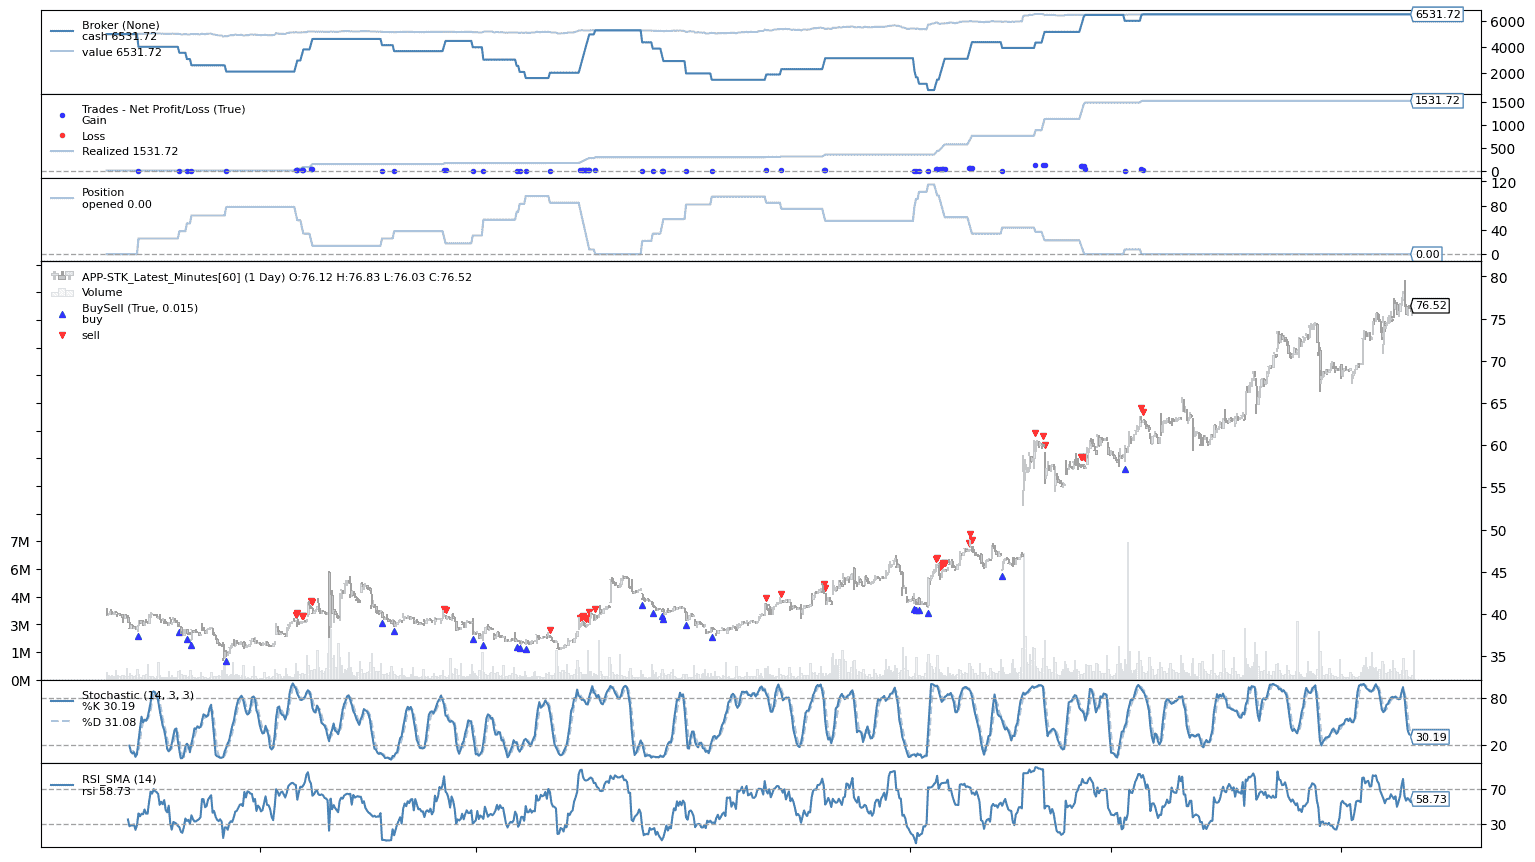 Broker (None)
cash 6531.72
value 6531.72
6531.72
6000
4000
2000
Trades - Net Profit/Loss (True)
Gain
Loss
Realized 1531.72
1531.72
1500
1000
500
0
Position
opened 0.00
120
80
40
0
0.00
APP-STK_Latest_Minutes[60] (1 Day) O:76.12 H:76.83 L:76.03 C:76.52
Volume
BuySell (True, 0.015)
buy
sell
80
76.52
75
70
65
60
55
50
45
40
35
7M
6M
4M
3M
1M
0M
Stochastic (14, 3, 3)
%K 30.19
%D 31.08
80
30.19
20
RSI_SMA (14)
rsi 58.73
70
58.73
30